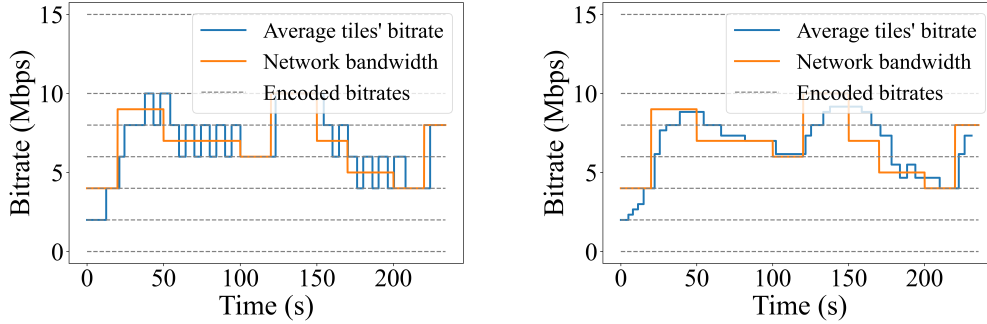 15
10
5
0
Bitrate (Mbps)
Average tiles' bitrate
Network bandwidth
Encoded bitrates
0
50
100
150
200
Time (s)
15
10
5
0
Bitrate (Mbps)
Average tiles' bitrate
Network bandwidth
Encoded bitrates
0
50
100
150
200
Time (s)